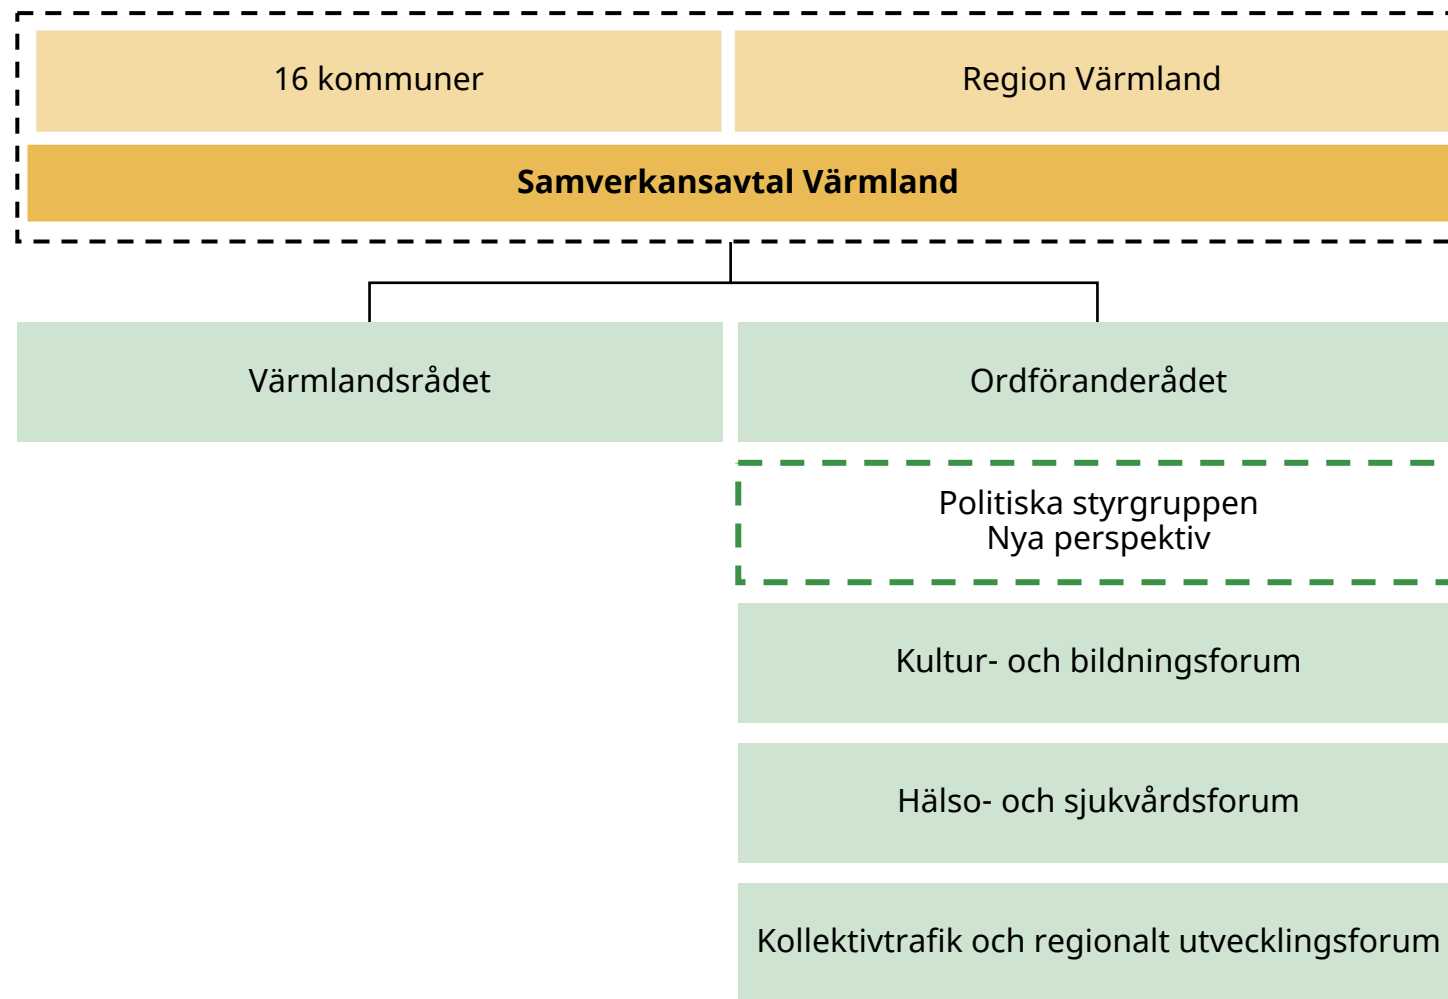 16 kommuner
Region Värmland
Samverkansavtal Värmland
Värmlandsrådet
Ordföranderådet
Politiska styrgruppen
Nya perspektiv
Kultur- och bildningsforum
Hälso- och sjukvårdsforum
Kollektivtrafik och regionalt utvecklingsforum